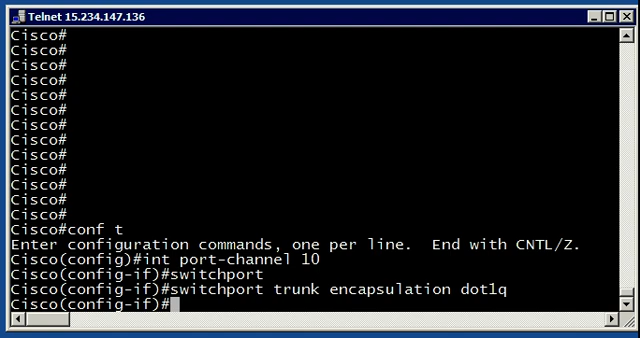 Telnet 15.234.147.136
Cisco#
Cisco#
Cisco#
Cisco#
Cisco#
Cisco#
Cisco#
Cisco#
Cisco#
Cisco#
Cisco#
Cisco#
Cisco#
Cisco#conf t
Enter configuration commands, one per line.  End with CNTL/Z.
Cisco(config)#int port-channel 10
Cisco(config-if)#switchport
Cisco(config-if)#switchport trunk encapsulation dot1q
Cisco(config-if)#